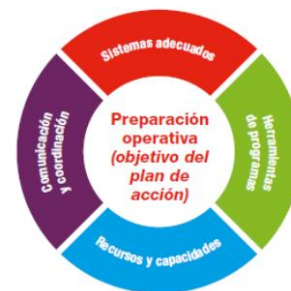 Sistemas adecuados
Comunicación
y coordinación
Preparación
operativa
(objetivo del
plan de
acción)
Herramientas
de programas
Recursos y capacidades